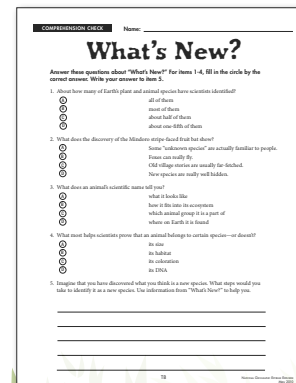 COMPREHENSION CHECK Name:
What's New?
Answer these questions about "What's New?" For items 1-4, fill in the circle by the
correct answer. Write your answer to item 5.
1. About how many of Earth's plant and animal species have scientists identified?
A all of them
B most of them
C about half of them
D about one-fifth of them
2. What does the discovery of the Mindoro stripe-faced fruit bat show?
A Some "unknown species" are actually familiar to people.
B Foxes can really fly.
C Old village stories are usually far-fetched.
D New species are really well hidden.
3. What does an animal's scientific name tell you?
A what it looks like
B how it fits into its ecosystem
C which animal group it is a part of
D where on Earth it is found
4. What most helps scientists prove that an animal belongs to certain species—or doesn't?
A its size
B its habitat
C its coloration
D its DNA
5. Imagine that you have discovered what you think is a new species. What steps would you
take to identify it as a new species. Use information from "What's New?" to help you.